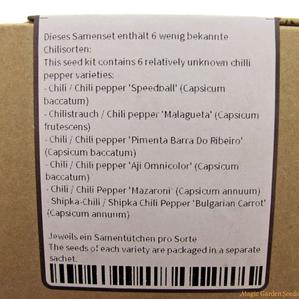 Dieses Samenset enthält 6 wenig bekannte
Chilisorten:
This seed kit contains 6 relatively unknown chilli
pepper varieties:
- Chili / Chili pepper 'Speedball' (Capsicum
baccatum)
- Chilistrauch / Chili pepper 'Malagueta' (Capsicum
frutescens)
- Chili / Chili pepper 'Pimenta Barra Do Ribeiro'
(Capsicum baccatum)
- Chili / Chili pepper 'Aji Omnicolor' (Capsicum
baccatum)
- Chili / Chili Pepper 'Mazaroni' (Capsicum annuum)
- Shipka-Chili / Shipka Chili Pepper 'Bulgarian Carrot'
(Capsicum annuum)
Jeweils ein Samentütchen pro Sorte
The seeds of each variety are packaged in a separate
sachet.
Magic Garden Seeds